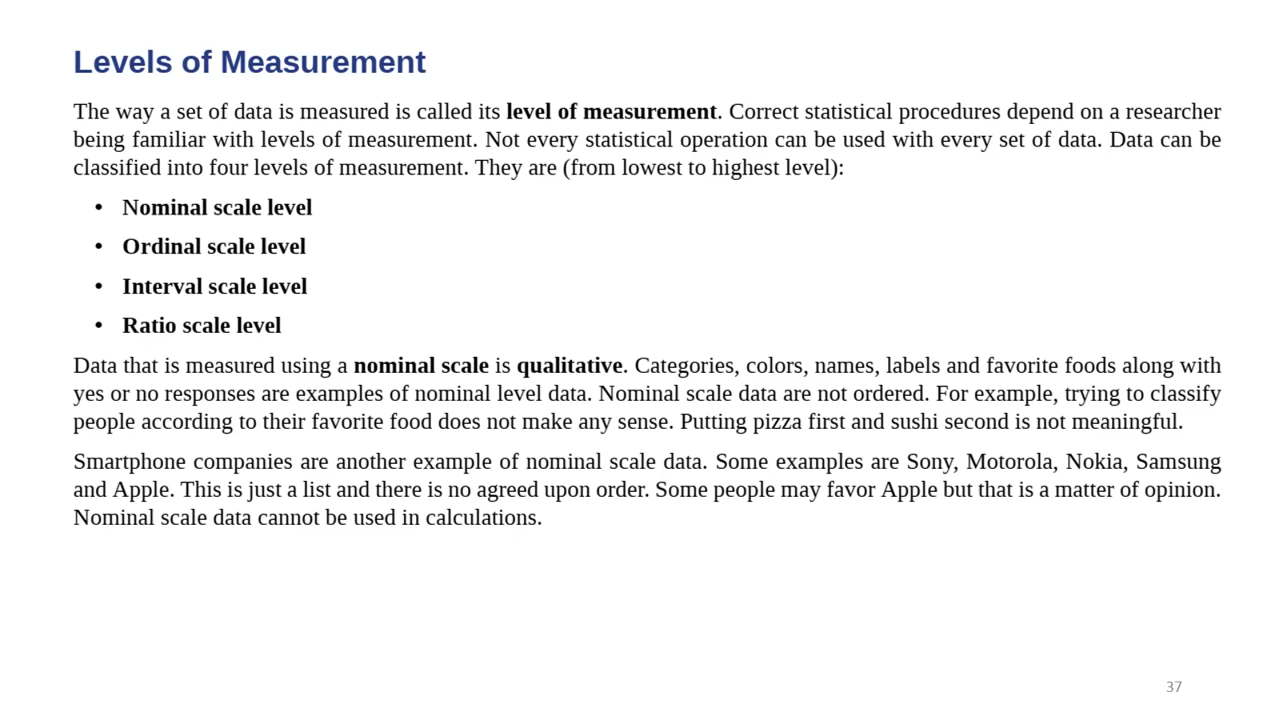 Levels of Measurement
The way a set of data is measured is called its level of measurement. Correct statistical procedures depend on a researcher
being familiar with levels of measurement. Not every statistical operation can be used with every set of data. Data can be
classified into four levels of measurement. They are (from lowest to highest level):
• Nominal scale level
• Ordinal scale level
• Interval scale level
• Ratio scale level
Data that is measured using a nominal scale is qualitative. Categories, colors, names, labels and favorite foods along with
yes or no responses are examples of nominal level data. Nominal scale data are not ordered. For example, trying to classify
people according to their favorite food does not make any sense. Putting pizza first and sushi second is not meaningful.
Smartphone companies are another example of nominal scale data. Some examples are Sony, Motorola, Nokia, Samsung
and Apple. This is just a list and there is no agreed upon order. Some people may favor Apple but that is a matter of opinion.
Nominal scale data cannot be used in calculations.
37